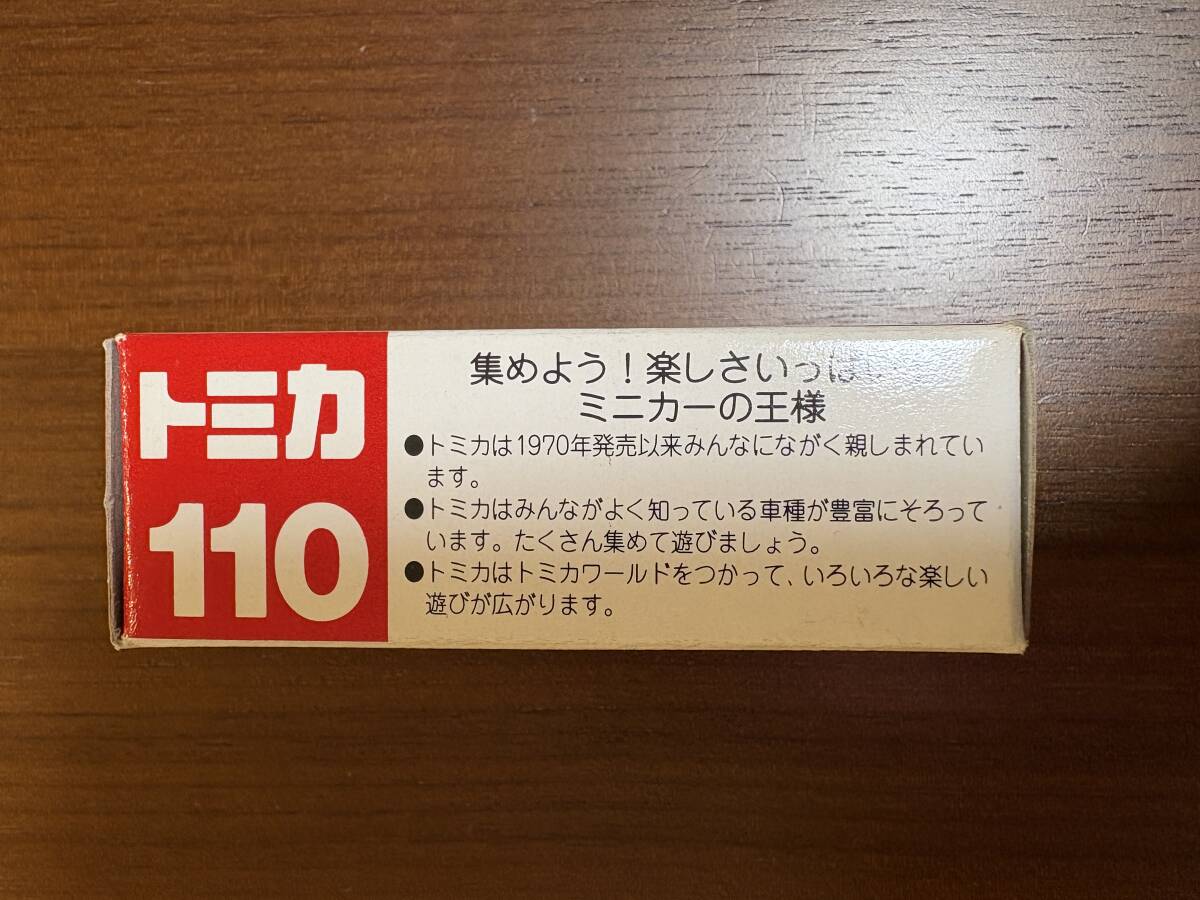 トミカ
110
集めよう!楽しさいっぱい
ミニカーの王様
●トミカは1970年発売以来みんなにながく親しまれてい
ます。
●トミカはみんながよく知っている車種が豊富にそろって
います。たくさん集めて遊びましょう。
●トミカはトミカワールドをつかって、いろいろな楽しい
遊びが広がります。